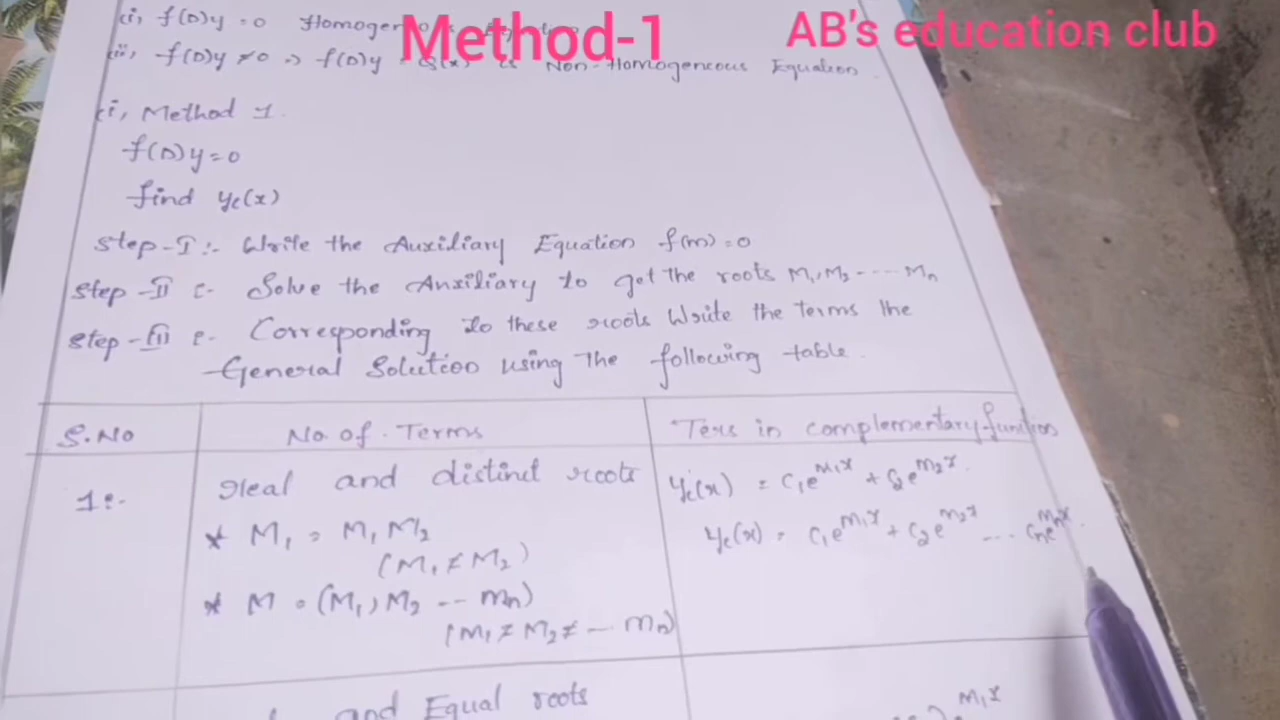 Method-1
AB's education club
(i, f(D)y = 0 Homogen
(ii, f(D)y ≠ 0 => f(D)y = Q(x) is Non-Homogeneous Equation.
(i, Method 1.
f(D)y=0
find yc(x)
Step-I :- Write the Auxiliary Equation f(m)=0
Step-II :- Solve the Auxiliary to get the roots M1, M2 ---- Mn
Step-III :- Corresponding to these roots Write the Terms the
General Solution using The following table.
S.No No. of. Terms Ters in complementary function
1:- Real and distinct roots yc(x) = C1e^M1x + C2e^M2x.
* M1 = M1, M2 yc(x) = C1e^M1x + C2e^M2x ... Cne^Mnx.
(M1 ≠ M2)
* M = (M1, M2 --- Mn)
(M1 ≠ M2 ≠ -... Mn)
and Equal roots
M1x